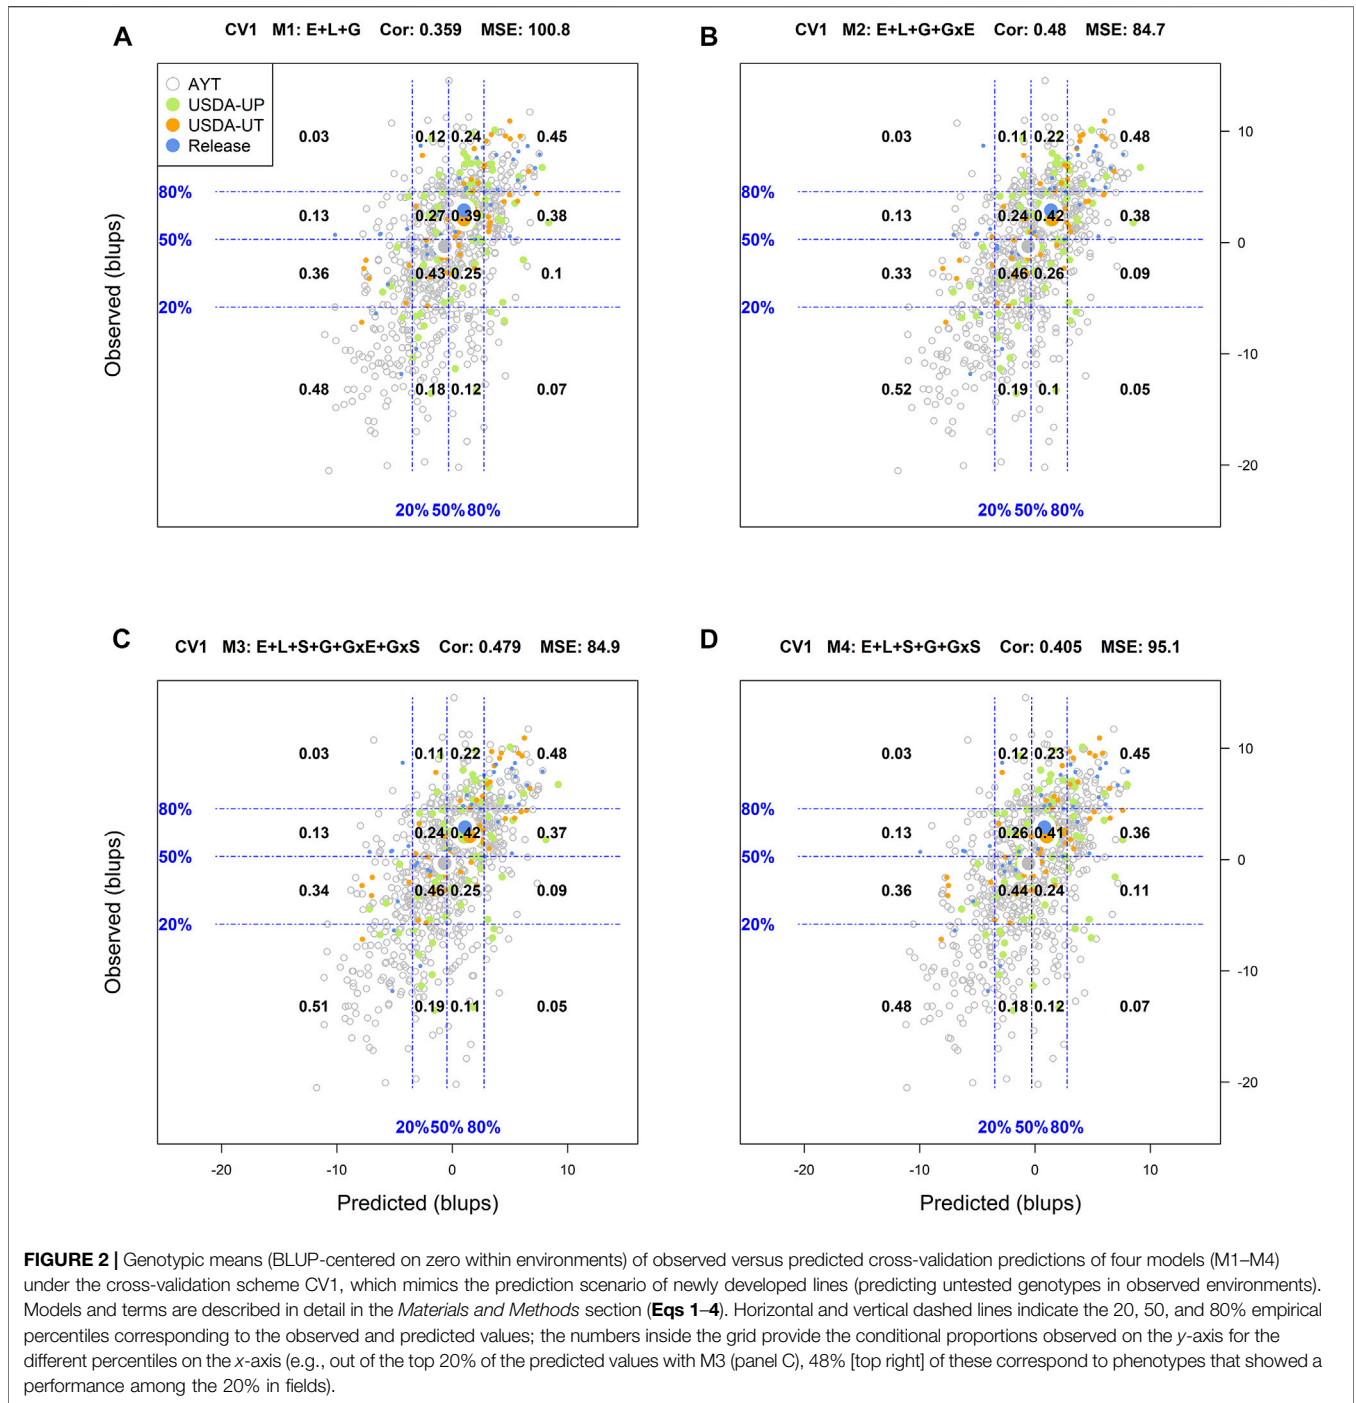 A
CV1 M1: E+L+G Cor: 0.359 MSE: 100.8
AYT
USDA-UP
USDA-UT
Release
0.03 0.12 0.24 0.45
80%
0.13 0.27 0.39 0.38
50%
0.36 0.43 0.25 0.1
20%
0.48 0.18 0.12 0.07
20% 50% 80%
Observed (blups)
B
CV1 M2: E+L+G+GxE Cor: 0.48 MSE: 84.7
0.03 0.11 0.22 0.48
10
80%
0.13 0.24 0.42 0.38
50%
0
0.33 0.46 0.26 0.09
20%
-10
0.52 0.19 0.1 0.05
-20
20% 50% 80%
C
CV1 M3: E+L+S+G+GxE+GxS Cor: 0.479 MSE: 84.9
0.03 0.11 0.22 0.48
80%
0.13 0.24 0.42 0.37
50%
0.34 0.46 0.25 0.09
20%
0.51 0.19 0.11 0.05
20% 50% 80%
-20 -10 0 10
Predicted (blups)
Observed (blups)
D
CV1 M4: E+L+S+G+GxS Cor: 0.405 MSE: 95.1
0.03 0.12 0.23 0.45
10
80%
0.13 0.26 0.41 0.36
50%
0
0.36 0.44 0.24 0.11
20%
-10
0.48 0.18 0.12 0.07
-20
20% 50% 80%
-20 -10 0 10
Predicted (blups)
FIGURE 2 | Genotypic means (BLUP-centered on zero within environments) of observed versus predicted cross-validation predictions of four models (M1–M4)
under the cross-validation scheme CV1, which mimics the prediction scenario of newly developed lines (predicting untested genotypes in observed environments).
Models and terms are described in detail in the Materials and Methods section (Eqs 1–4). Horizontal and vertical dashed lines indicate the 20, 50, and 80% empirical
percentiles corresponding to the observed and predicted values; the numbers inside the grid provide the conditional proportions observed on the y-axis for the
different percentiles on the x-axis (e.g., out of the top 20% of the predicted values with M3 (panel C), 48% [top right] of these correspond to phenotypes that showed a
performance among the 20% in fields).